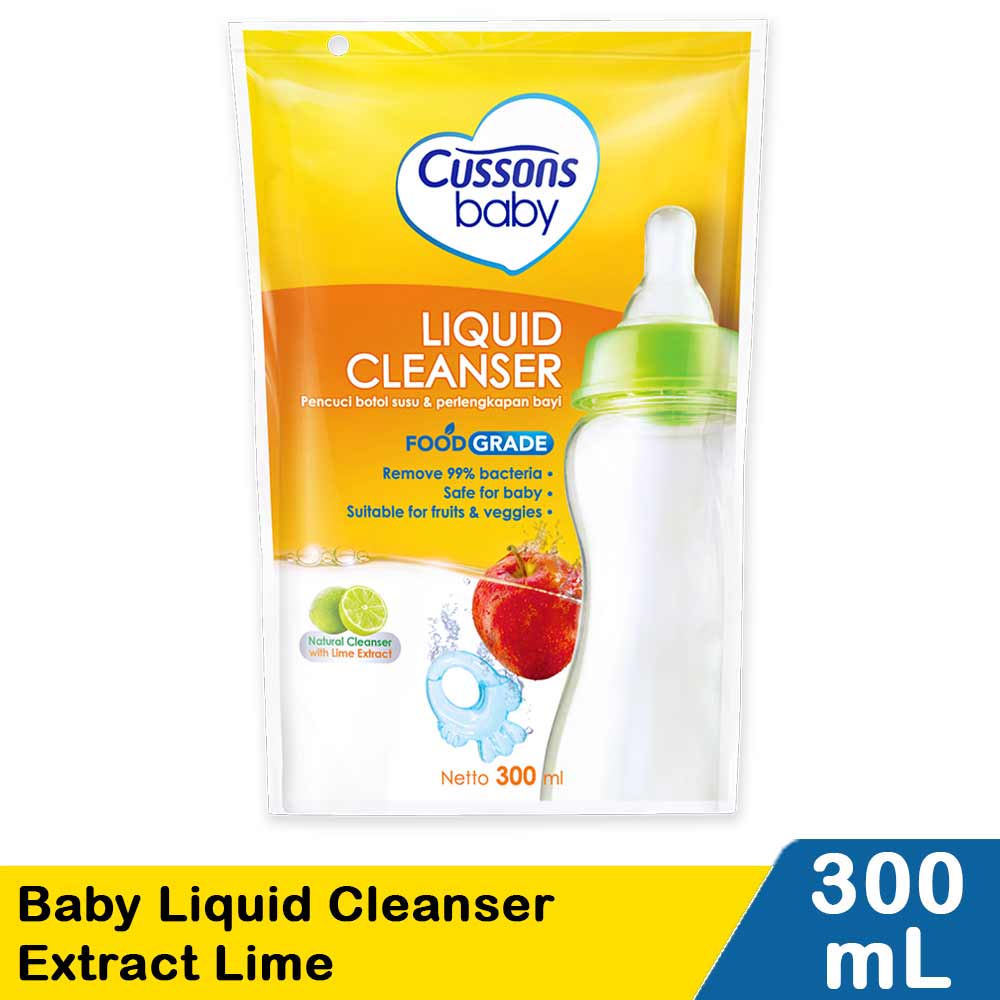 Cussons
baby
LIQUID
CLEANSER
Pencuci botol susu & perlengkapan bayi
FOOD GRADE
Remove 99% bacteria •
Safe for baby •
Suitable for fruits & veggies •
Natural Cleanser
with Lime Extract
Netto 300 ml
Baby Liquid Cleanser
Extract Lime
300
mL